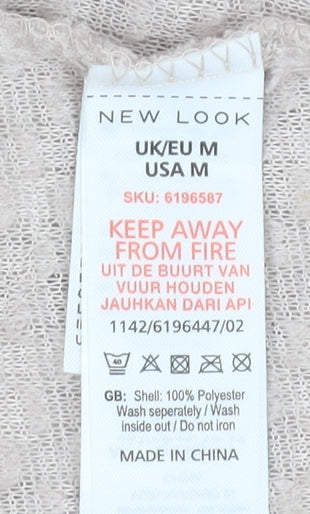 NEW LOOK
UK/EU M
USA M
SKU: 6196587
KEEP AWAY
FROM FIRE
UIT DE BUURT VAN
VUUR HOUDEN
JAUHKAN DARI API
1142/6196447/02
40
GB: Shell: 100% Polyester
Wash seperately / Wash
inside out / Do not iron
MADE IN CHINA